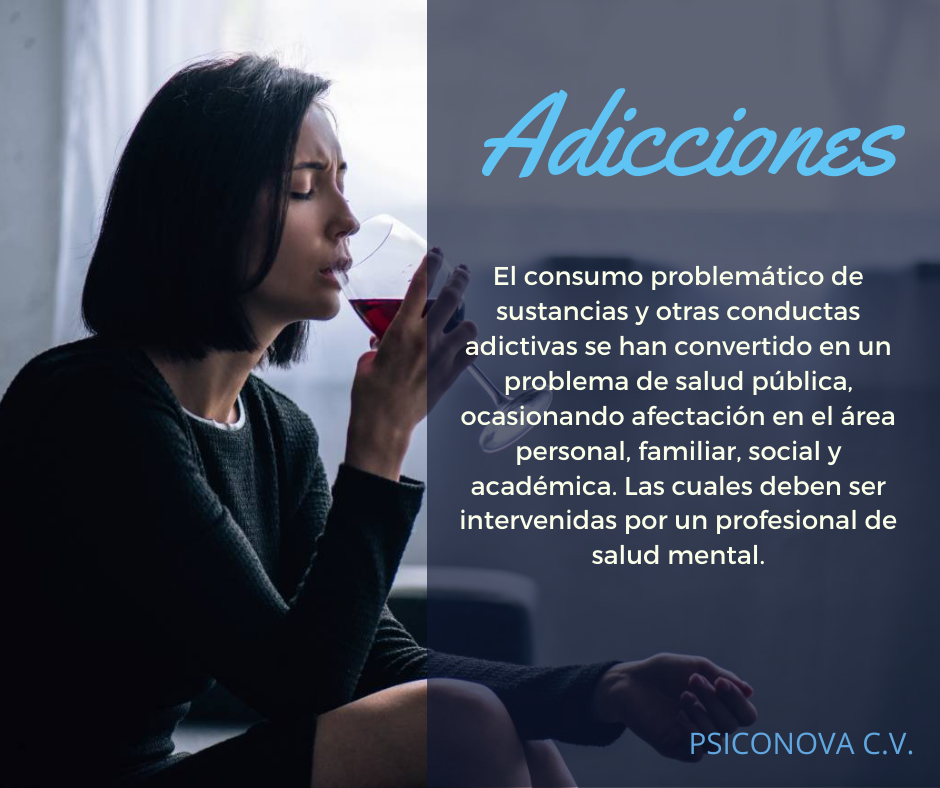 Adicciones
El consumo problemático de
sustancias y otras conductas
adictivas se han convertido en un
problema de salud pública,
ocasionando afectación en el área
personal, familiar, social y
académica. Las cuales deben ser
intervenidas por un profesional de
salud mental.
PSICONOVA C.V.